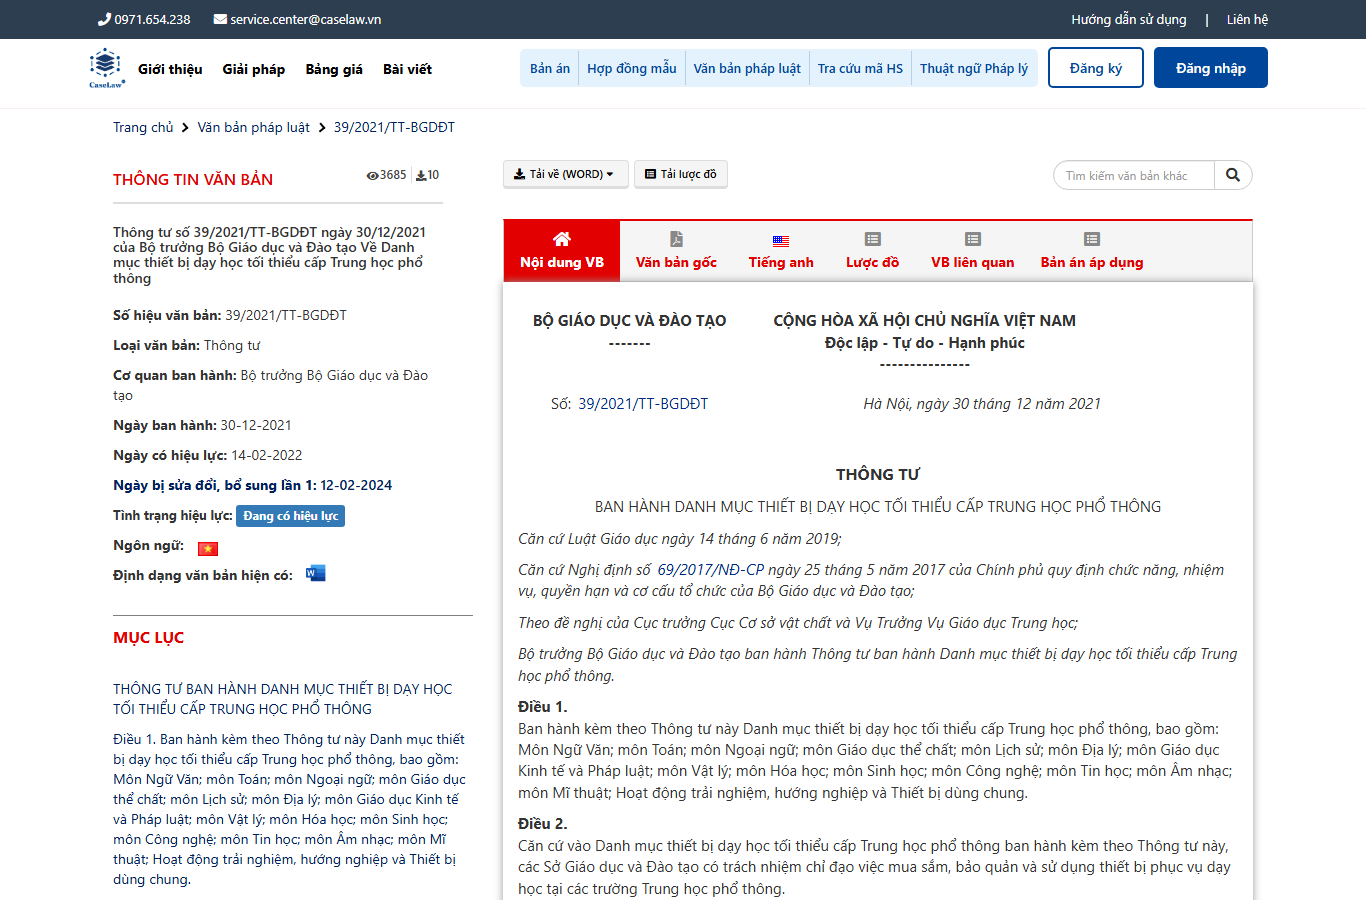 0971.654.238 service.center@caselaw.vn Hướng dẫn sử dụng | Liên hệ
CaseLaw Giới thiệu Giải pháp Bảng giá Bài viết Bản án Hợp đồng mẫu Văn bản pháp luật Tra cứu mã HS Thuật ngữ Pháp lý Đăng ký Đăng nhập
Trang chủ Văn bản pháp luật 39/2021/TT-BGDĐT
THÔNG TIN VĂN BẢN 3685 10
Thông tư số 39/2021/TT-BGDĐT ngày 30/12/2021
của Bộ trưởng Bộ Giáo dục và Đào tạo Về Danh
mục thiết bị dạy học tối thiểu cấp Trung học phổ
thông
Số hiệu văn bản: 39/2021/TT-BGDĐT
Loại văn bản: Thông tư
Cơ quan ban hành: Bộ trưởng Bộ Giáo dục và Đào
tạo
Ngày ban hành: 30-12-2021
Ngày có hiệu lực: 14-02-2022
Ngày bị sửa đổi, bổ sung lần 1: 12-02-2024
Tình trạng hiệu lực: Đang có hiệu lực
Ngôn ngữ:
Định dạng văn bản hiện có:
MỤC LỤC
THÔNG TƯ BAN HÀNH DANH MỤC THIẾT BỊ DẠY HỌC
TỐI THIỂU CẤP TRUNG HỌC PHỔ THÔNG
Điều 1. Ban hành kèm theo Thông tư này Danh mục thiết
bị dạy học tối thiểu cấp Trung học phổ thông, bao gồm:
Môn Ngữ Văn; môn Toán; môn Ngoại ngữ; môn Giáo dục
thể chất; môn Lịch sử; môn Địa lý; môn Giáo dục Kinh tế
và Pháp luật; môn Vật lý; môn Hóa học; môn Sinh học;
môn Công nghệ; môn Tin học; môn Âm nhạc; môn Mĩ
thuật; Hoạt động trải nghiệm, hướng nghiệp và Thiết bị
dùng chung.
Tải về (WORD) Tải lược đồ Tìm kiếm văn bản khác
Nội dung VB Văn bản gốc Tiếng anh Lược đồ VB liên quan Bản án áp dụng
BỘ GIÁO DỤC VÀ ĐÀO TẠO CỘNG HÒA XÃ HỘI CHỦ NGHĨA VIỆT NAM
------- Độc lập - Tự do - Hạnh phúc
---------------
Số: 39/2021/TT-BGDĐT Hà Nội, ngày 30 tháng 12 năm 2021
THÔNG TƯ
BAN HÀNH DANH MỤC THIẾT BỊ DẠY HỌC TỐI THIỂU CẤP TRUNG HỌC PHỔ THÔNG
Căn cứ Luật Giáo dục ngày 14 tháng 6 năm 2019;
Căn cứ Nghị định số 69/2017/NĐ-CP ngày 25 tháng 5 năm 2017 của Chính phủ quy định chức năng, nhiệm
vụ, quyền hạn và cơ cấu tổ chức của Bộ Giáo dục và Đào tạo;
Theo đề nghị của Cục trưởng Cục Cơ sở vật chất và Vụ Trưởng Vụ Giáo dục Trung học;
Bộ trưởng Bộ Giáo dục và Đào tạo ban hành Thông tư ban hành Danh mục thiết bị dạy học tối thiểu cấp Trung
học phổ thông.
Điều 1.
Ban hành kèm theo Thông tư này Danh mục thiết bị dạy học tối thiểu cấp Trung học phổ thông, bao gồm:
Môn Ngữ Văn; môn Toán; môn Ngoại ngữ; môn Giáo dục thể chất; môn Lịch sử; môn Địa lý; môn Giáo dục
Kinh tế và Pháp luật; môn Vật lý; môn Hóa học; môn Sinh học; môn Công nghệ; môn Tin học; môn Âm nhạc;
môn Mĩ thuật; Hoạt động trải nghiệm, hướng nghiệp và Thiết bị dùng chung.
Điều 2.
Căn cứ vào Danh mục thiết bị dạy học tối thiểu cấp Trung học phổ thông ban hành kèm theo Thông tư này,
các Sở Giáo dục và Đào tạo có trách nhiệm chỉ đạo việc mua sắm, bảo quản và sử dụng thiết bị phục vụ dạy
học tại các trường Trung học phổ thông.